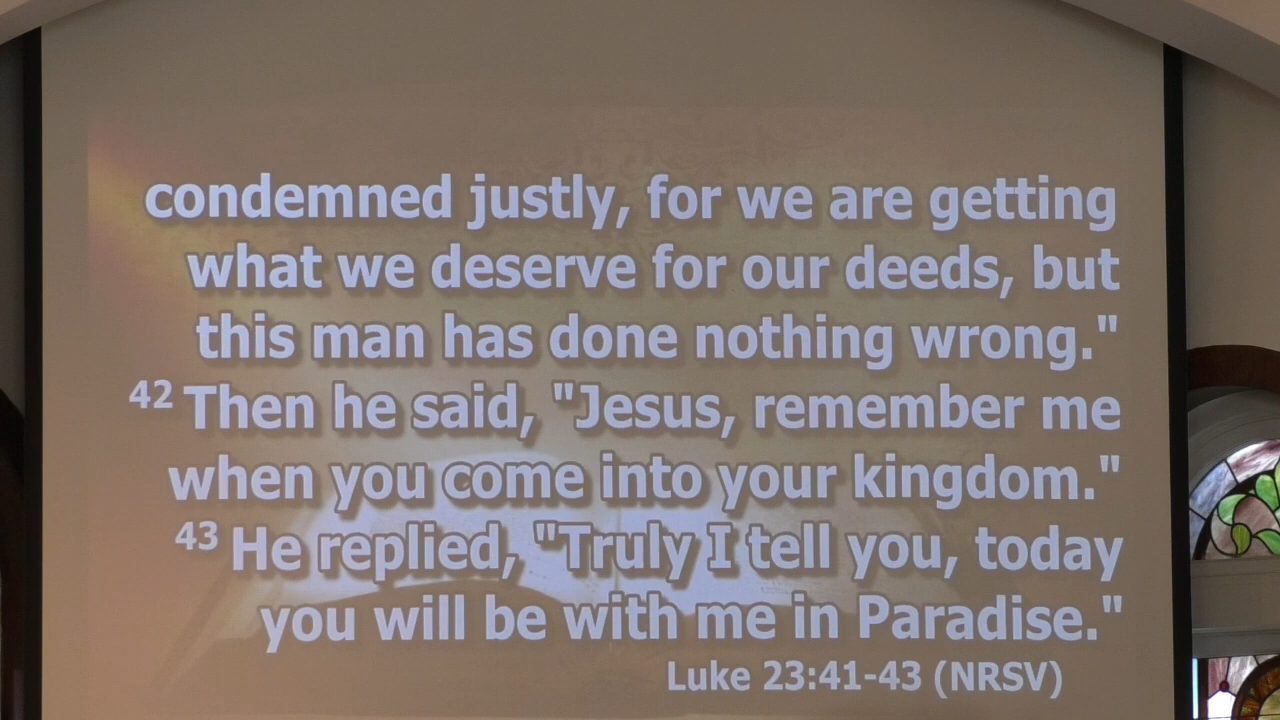 condemned justly, for we are getting
what we deserve for our deeds, but
this man has done nothing wrong."
42 Then he said, "Jesus, remember me
when you come into your kingdom."
43 He replied, "Truly I tell you, today
you will be with me in Paradise."
Luke 23:41-43 (NRSV)